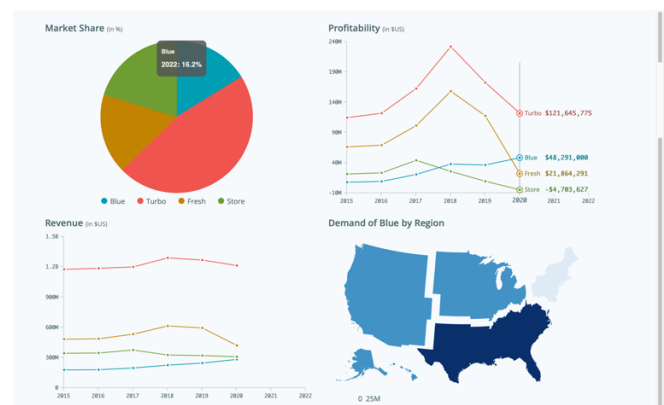 Market Share (in %)
Blue
2022: 16.2%
Blue Turbo Fresh Store
Profitability (in $US)
240M
190M
140M
90M
40M
-10M
Turbo $121,645,775
Blue $48,291,000
Fresh $21,864,291
Store -$4,703,627
2015 2016 2017 2018 2019 2020 2021 2022
Revenue (in $US)
1.5B
1.2B
900M
600M
300M
0
2015 2016 2017 2018 2019 2020 2021 2022
Demand of Blue by Region
0 25M